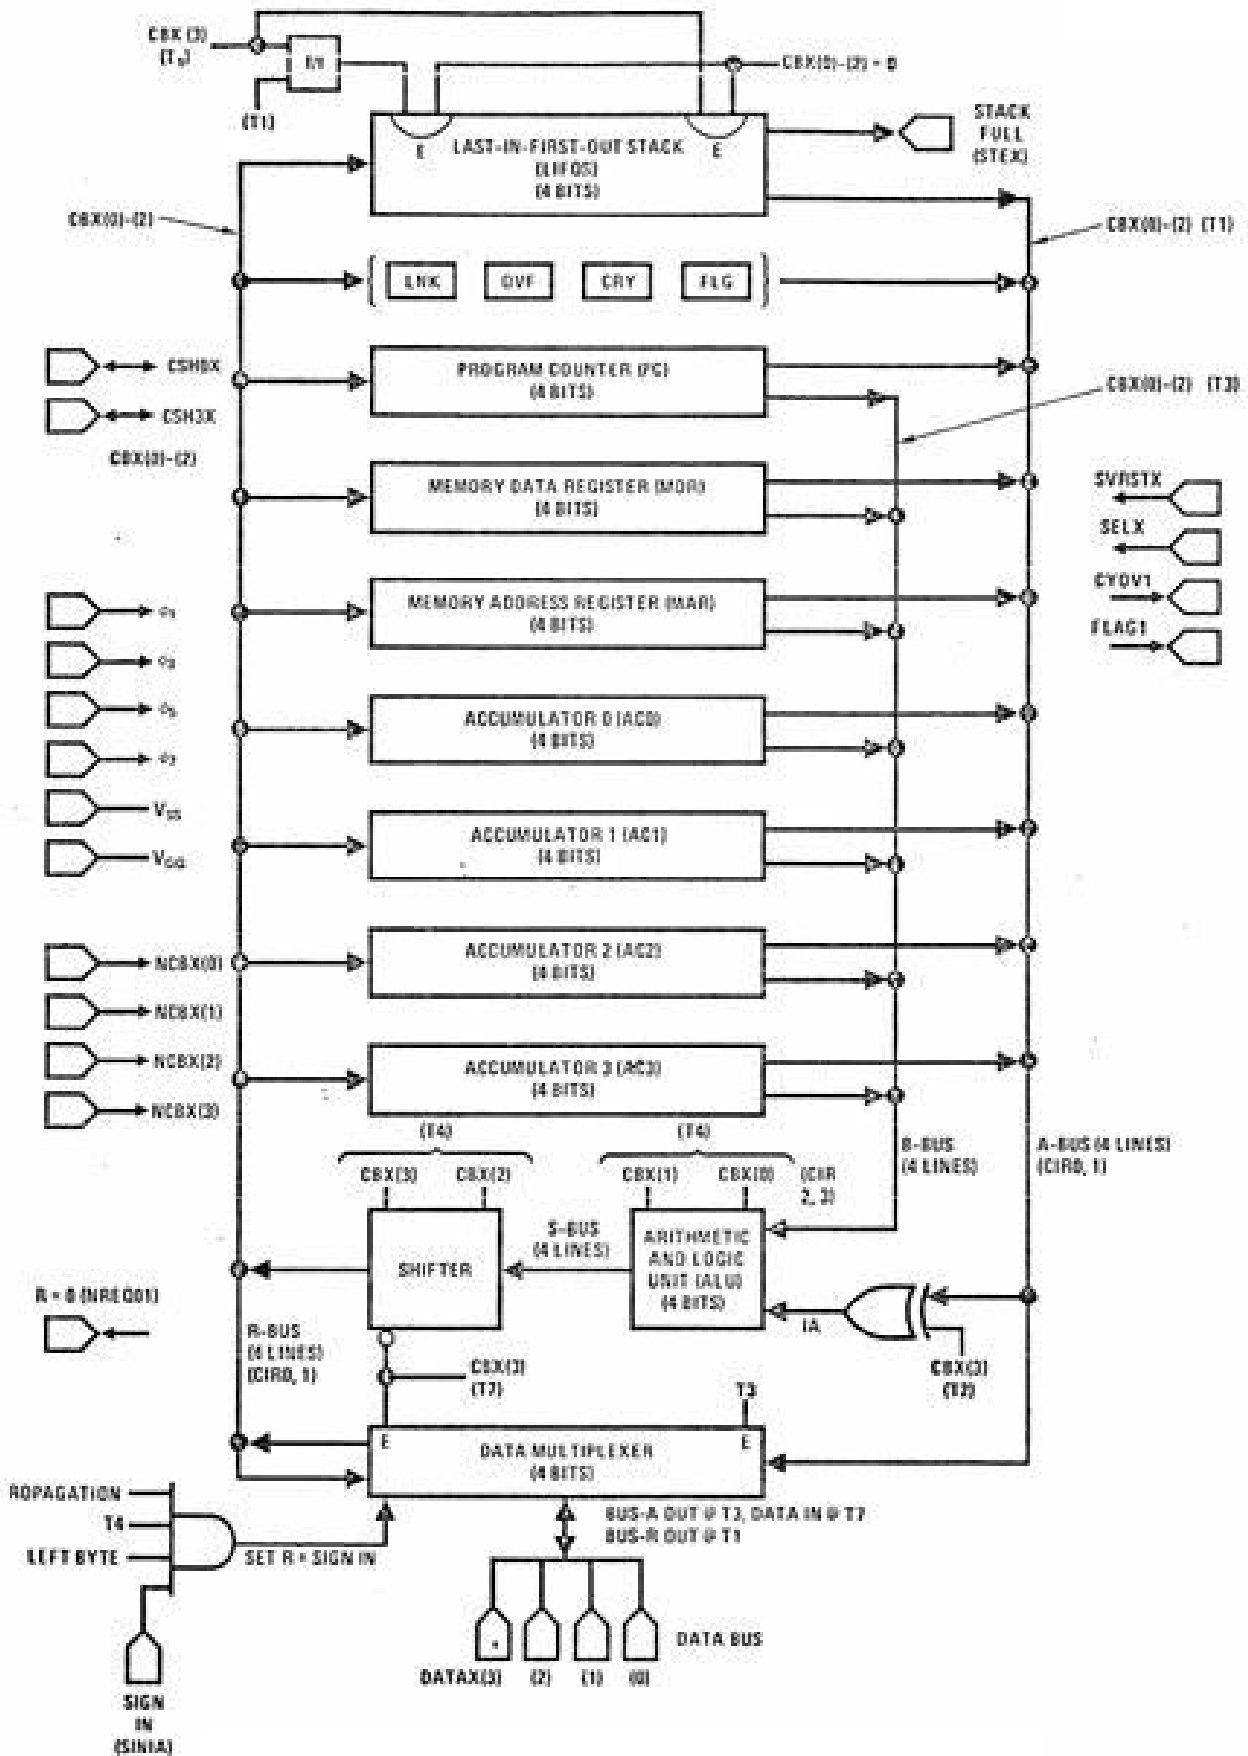 CBX(3)
(T1)
CBX(0)-(2) = 0
STACK
FULL
(STEX)
E
LAST-IN-FIRST-OUT STACK
E
(LIFOS)
(4 BITS)
CBX(0)-(2)
CBX(0)-(2) (T1)
LNK
OVF
CRY
FLG
CSH0X
PROGRAM COUNTER (PC)
(4 BITS)
CBX(0)-(2) (T3)
CSH3X
CBX(0)-(2)
MEMORY DATA REGISTER (MDR)
(4 BITS)
SVRSTX
SELX
CYOV1
FLAG1
MEMORY ADDRESS REGISTER (MAR)
(4 BITS)
ACCUMULATOR 0 (AC0)
(4 BITS)
VSS
VGG
ACCUMULATOR 1 (AC1)
(4 BITS)
NCBX(0)
NCBX(1)
NCBX(2)
NCBX(3)
ACCUMULATOR 2 (AC2)
(4 BITS)
ACCUMULATOR 3 (AC3)
(4 BITS)
(T4)
(T4)
B-BUS
(4 LINES)
A-BUS (4 LINES)
(CIR0, 1)
CBX(3)
CBX(2)
CBX(1)
CBX(0)
(CIR
2, 3)
S-BUS
(4 LINES)
SHIFTER
ARITHMETIC
AND LOGIC
UNIT (ALU)
(4 BITS)
IA
CBX(3)
(T2)
R = 0 (NREQ01)
R-BUS
(4 LINES)
(CIR0, 1)
CBX(3)
(T7)
T3
E
DATA MULTIPLEXER
E
(4 BITS)
ROPAGATION
T4
LEFT BYTE
SET R = SIGN IN
BUS-A OUT @ T3, DATA IN @ T7
BUS-R OUT @ T1
DATA BUS
DATAX(3)
(2)
(1)
(0)
SIGN
IN
(SINIA)